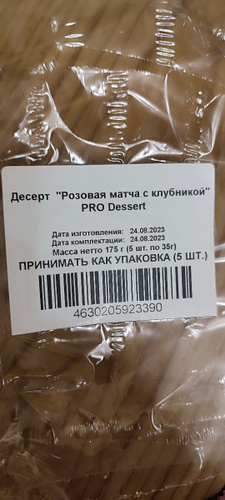 Десерт "Розовая матча с клубникой"
PRO Dessert
Дата изготовления: 24.08.2023
Дата комплектации: 24.08.2023
Масса нетто 175 г (5 шт. по 35г)
ПРИНИМАТЬ КАК УПАКОВКА (5 ШТ.)
4630205923390